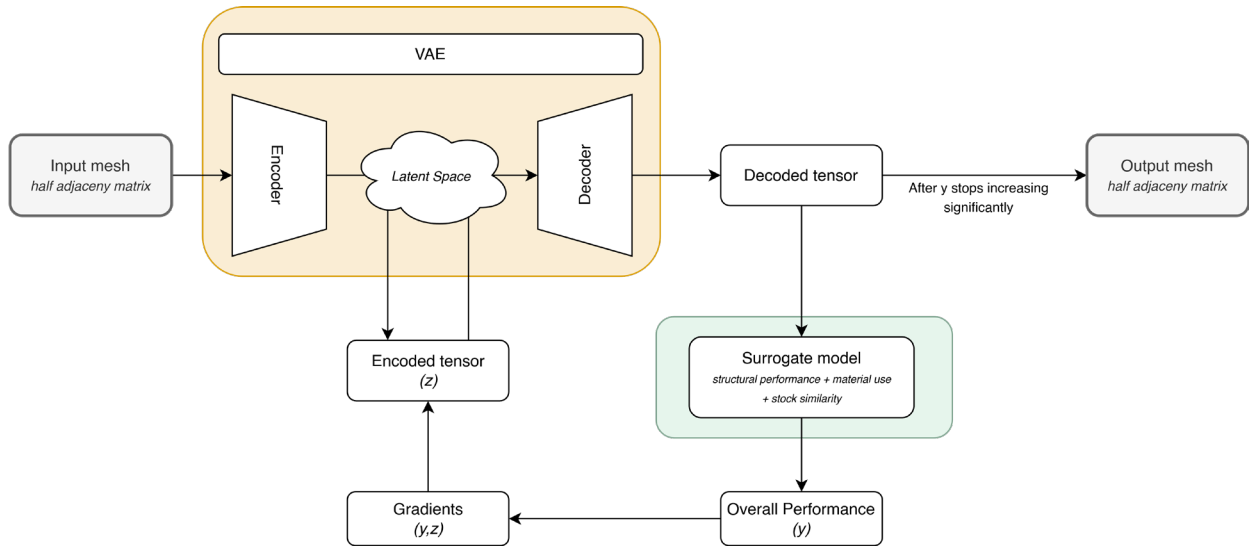 VAE
Input mesh
half adjaceny matrix
Encoder
Latent Space
Decoder
Decoded tensor
After y stops increasing
significantly
Output mesh
half adjaceny matrix
Encoded tensor
(z)
Surrogate model
structural performance + material use
+ stock similarity
Gradients
(y,z)
Overall Performance
(y)